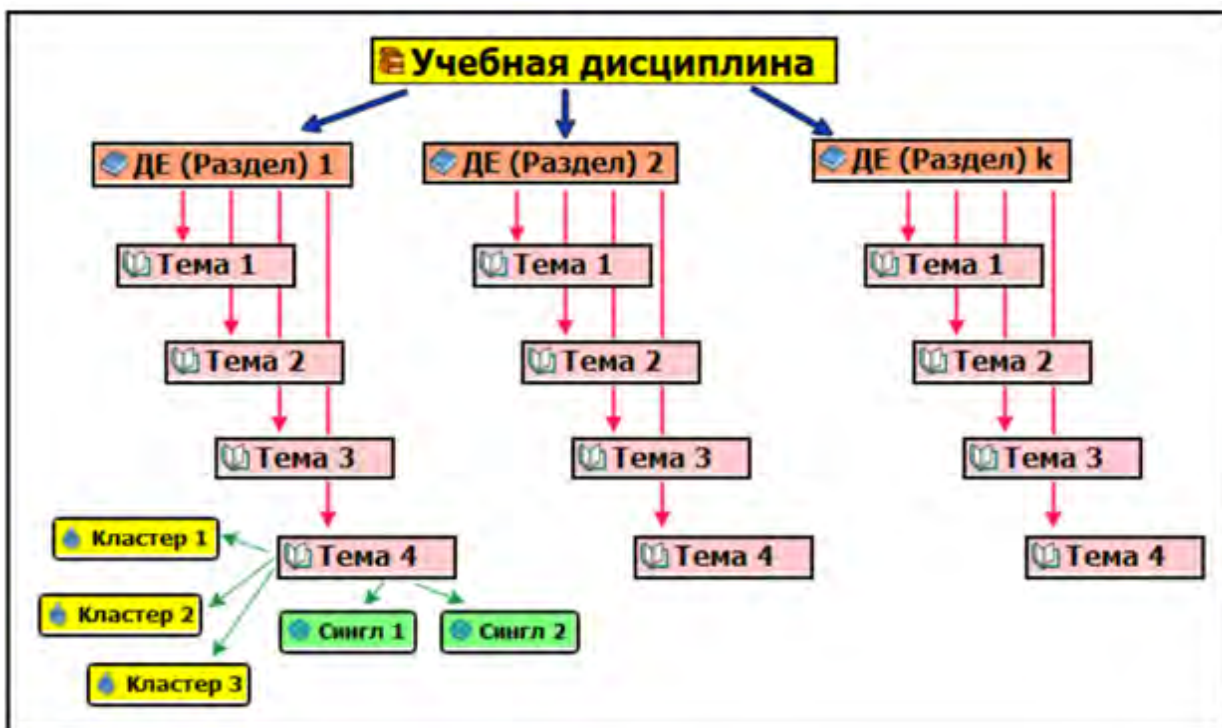 Учебная дисциплина
ДЕ (Раздел) 1
ДЕ (Раздел) 2
ДЕ (Раздел) k
Тема 1
Тема 1
Тема 1
Тема 2
Тема 2
Тема 2
Тема 3
Тема 3
Тема 3
Кластер 1
Тема 4
Тема 4
Тема 4
Кластер 2
Сингл 1
Сингл 2
Кластер 3